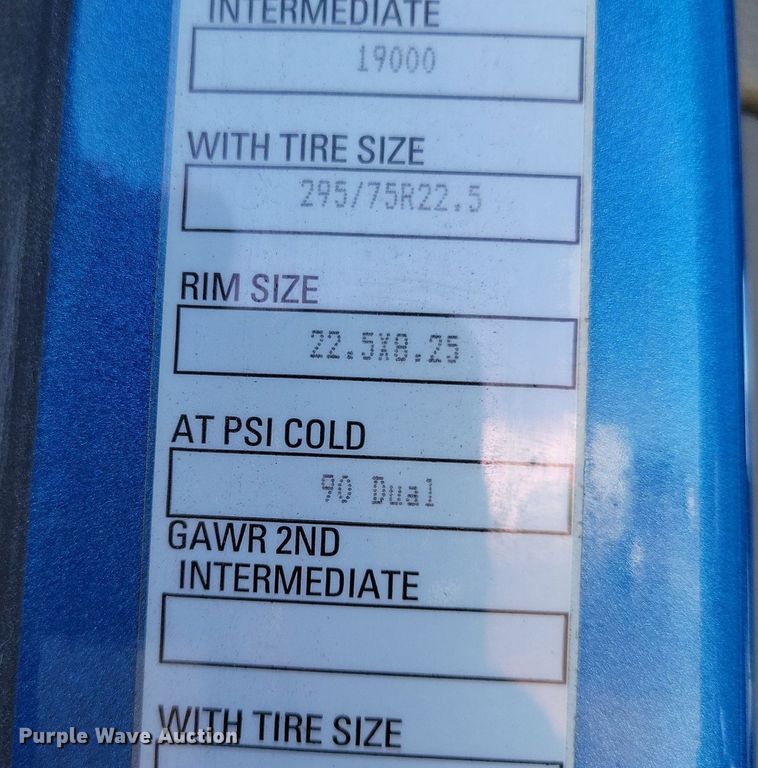 INTERMEDIATE
19000
WITH TIRE SIZE
295/75R22.5
RIM SIZE
22.5X8.25
AT PSI COLD
90 Dual
GAWR 2ND
INTERMEDIATE
WITH TIRE SIZE
Purple Wave Auction